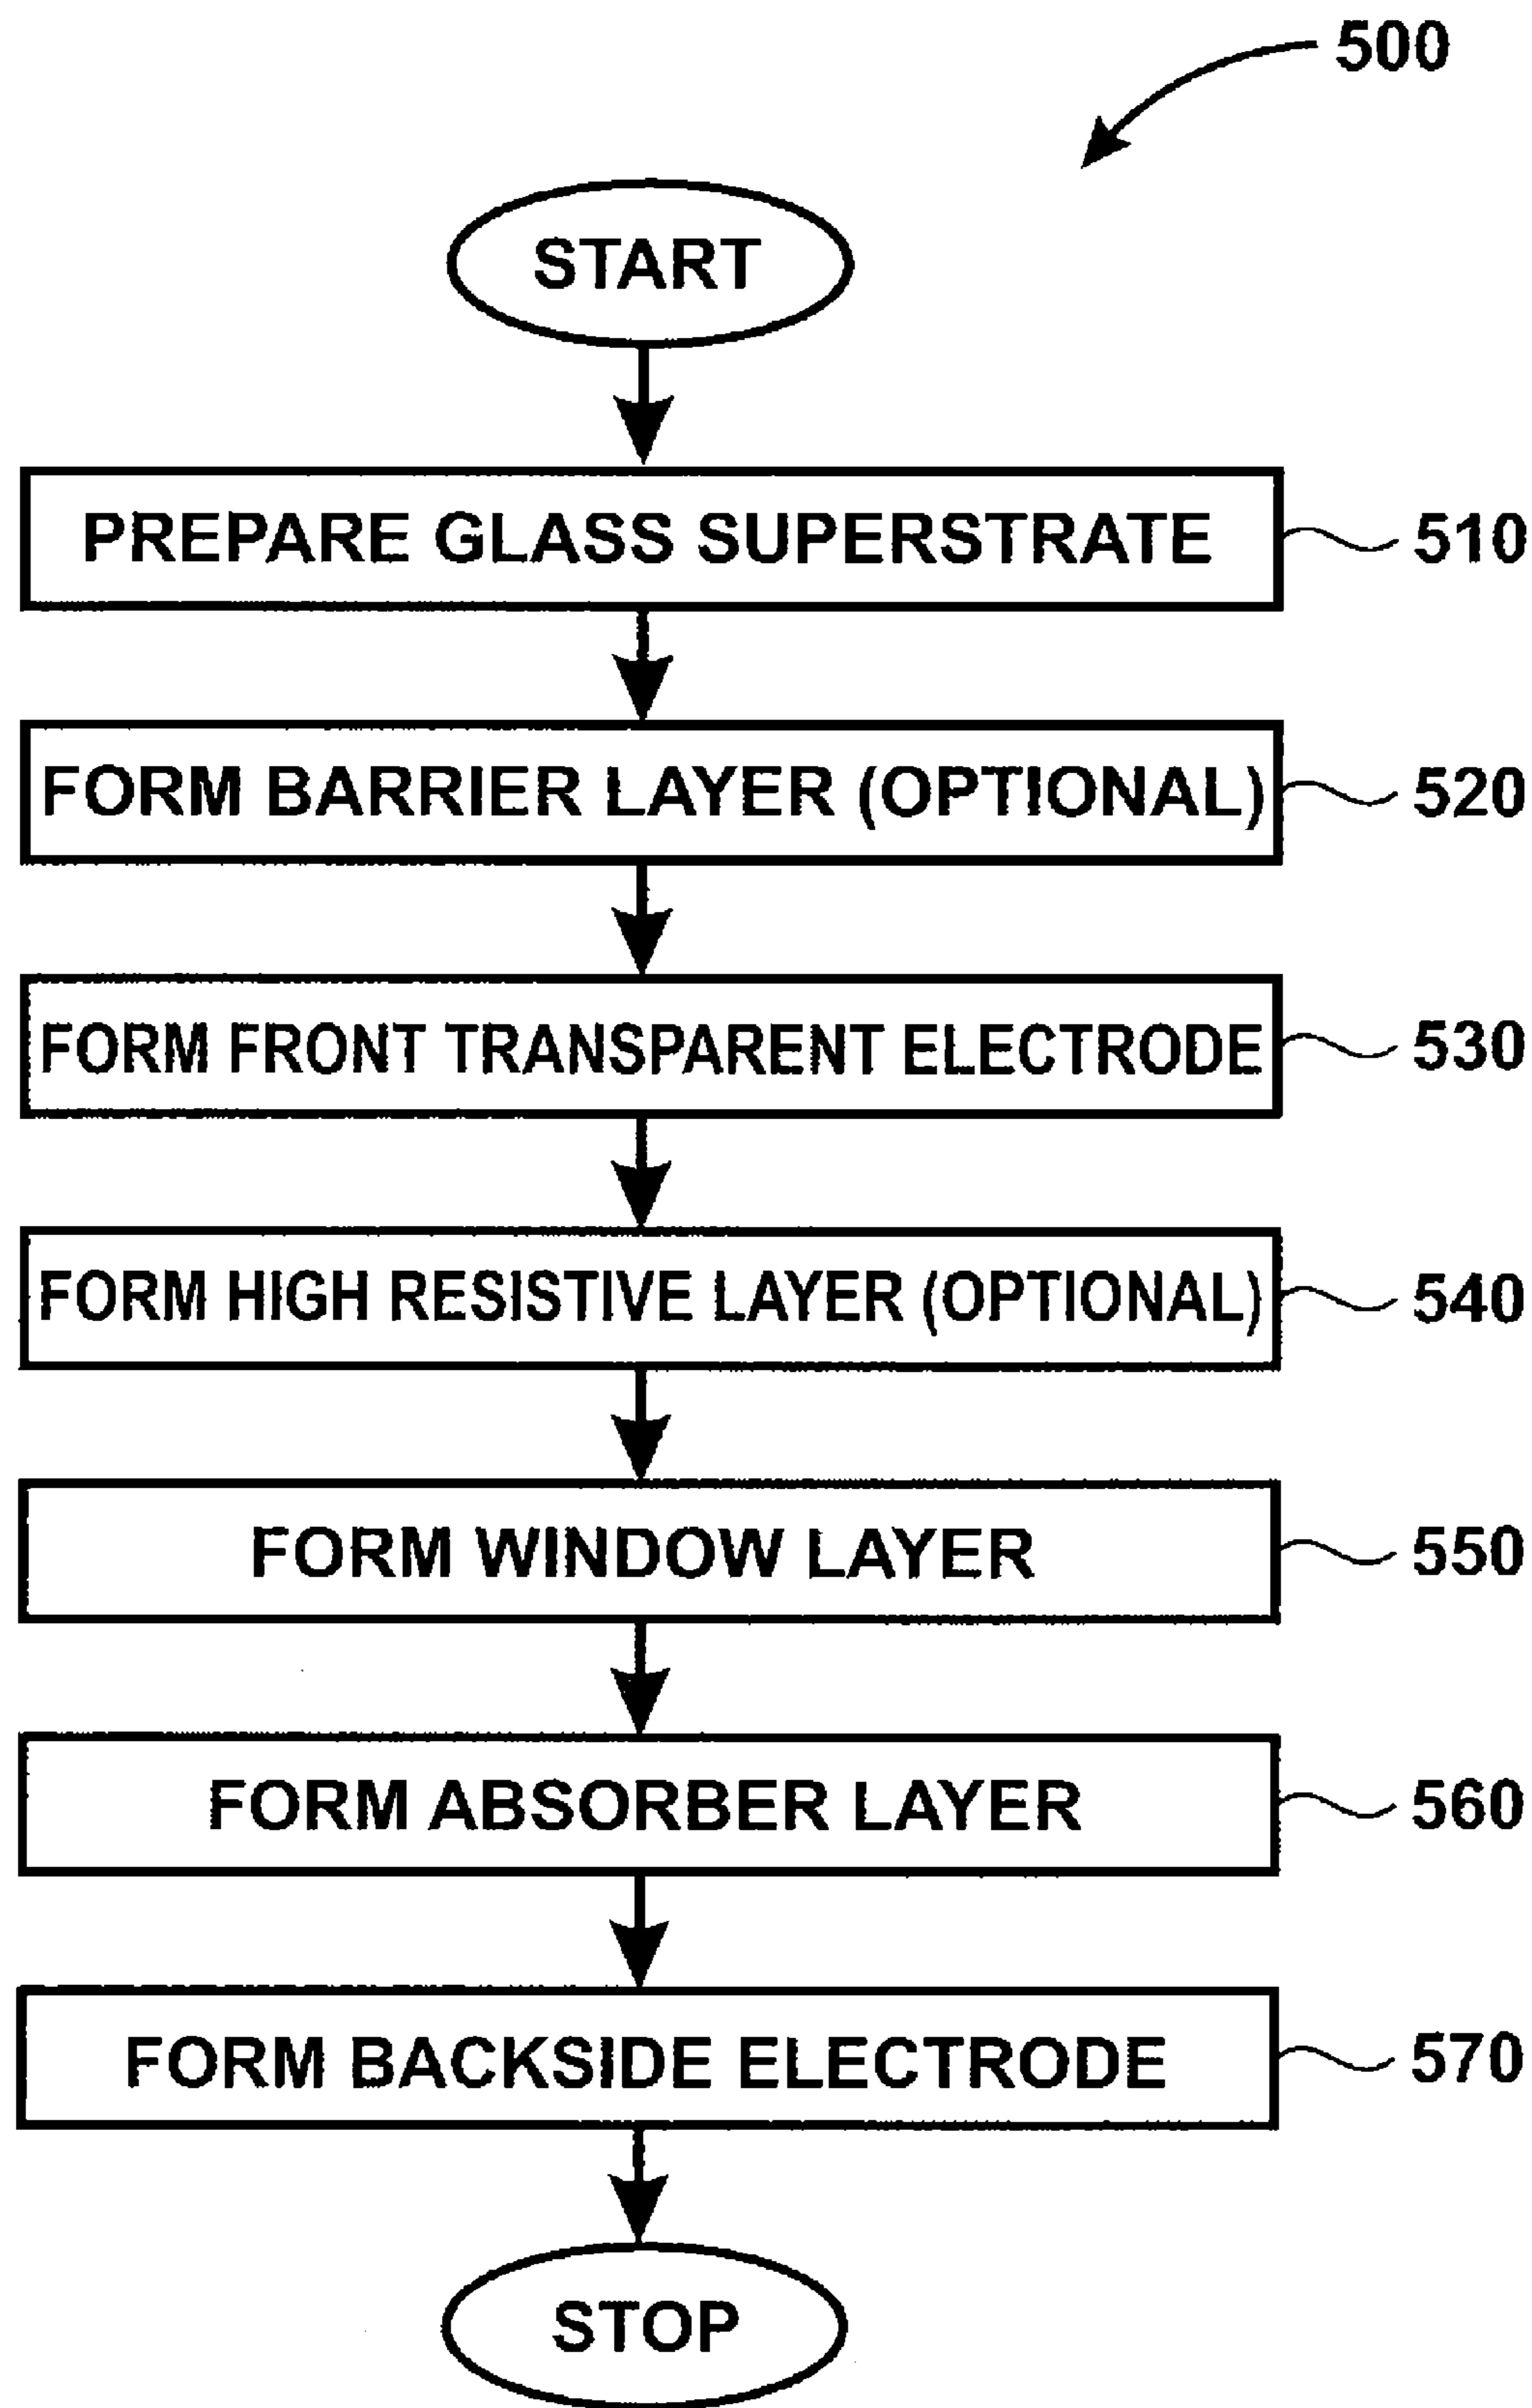 500
START
PREPARE GLASS SUPERSTRATE 510
FORM BARRIER LAYER (OPTIONAL) 520
FORM FRONT TRANSPARENT ELECTRODE 530
FORM HIGH RESISTIVE LAYER (OPTIONAL) 540
FORM WINDOW LAYER 550
FORM ABSORBER LAYER 560
FORM BACKSIDE ELECTRODE 570
STOP